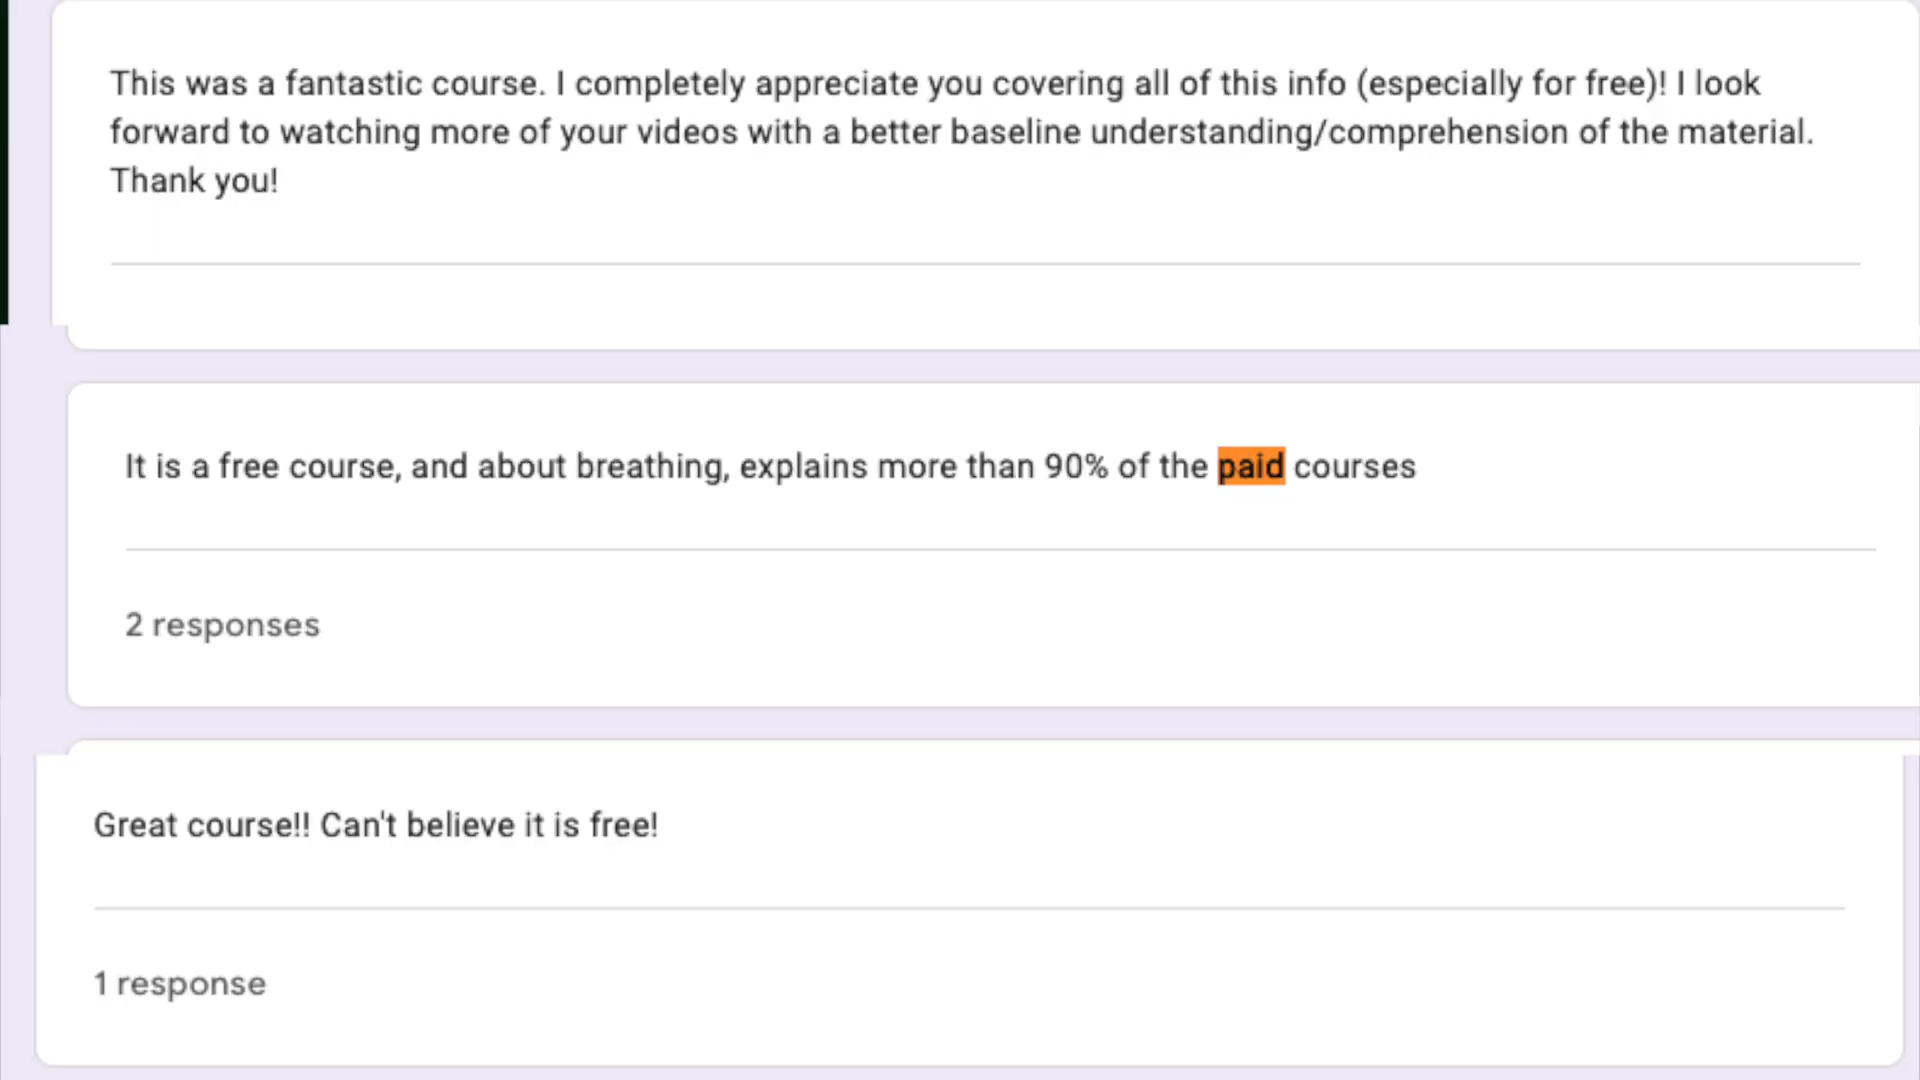 This was a fantastic course. I completely appreciate you covering all of this info (especially for free)! I look
forward to watching more of your videos with a better baseline understanding/comprehension of the material.
Thank you!
It is a free course, and about breathing, explains more than 90% of the paid courses
2 responses
Great course!! Can't believe it is free!
1 response